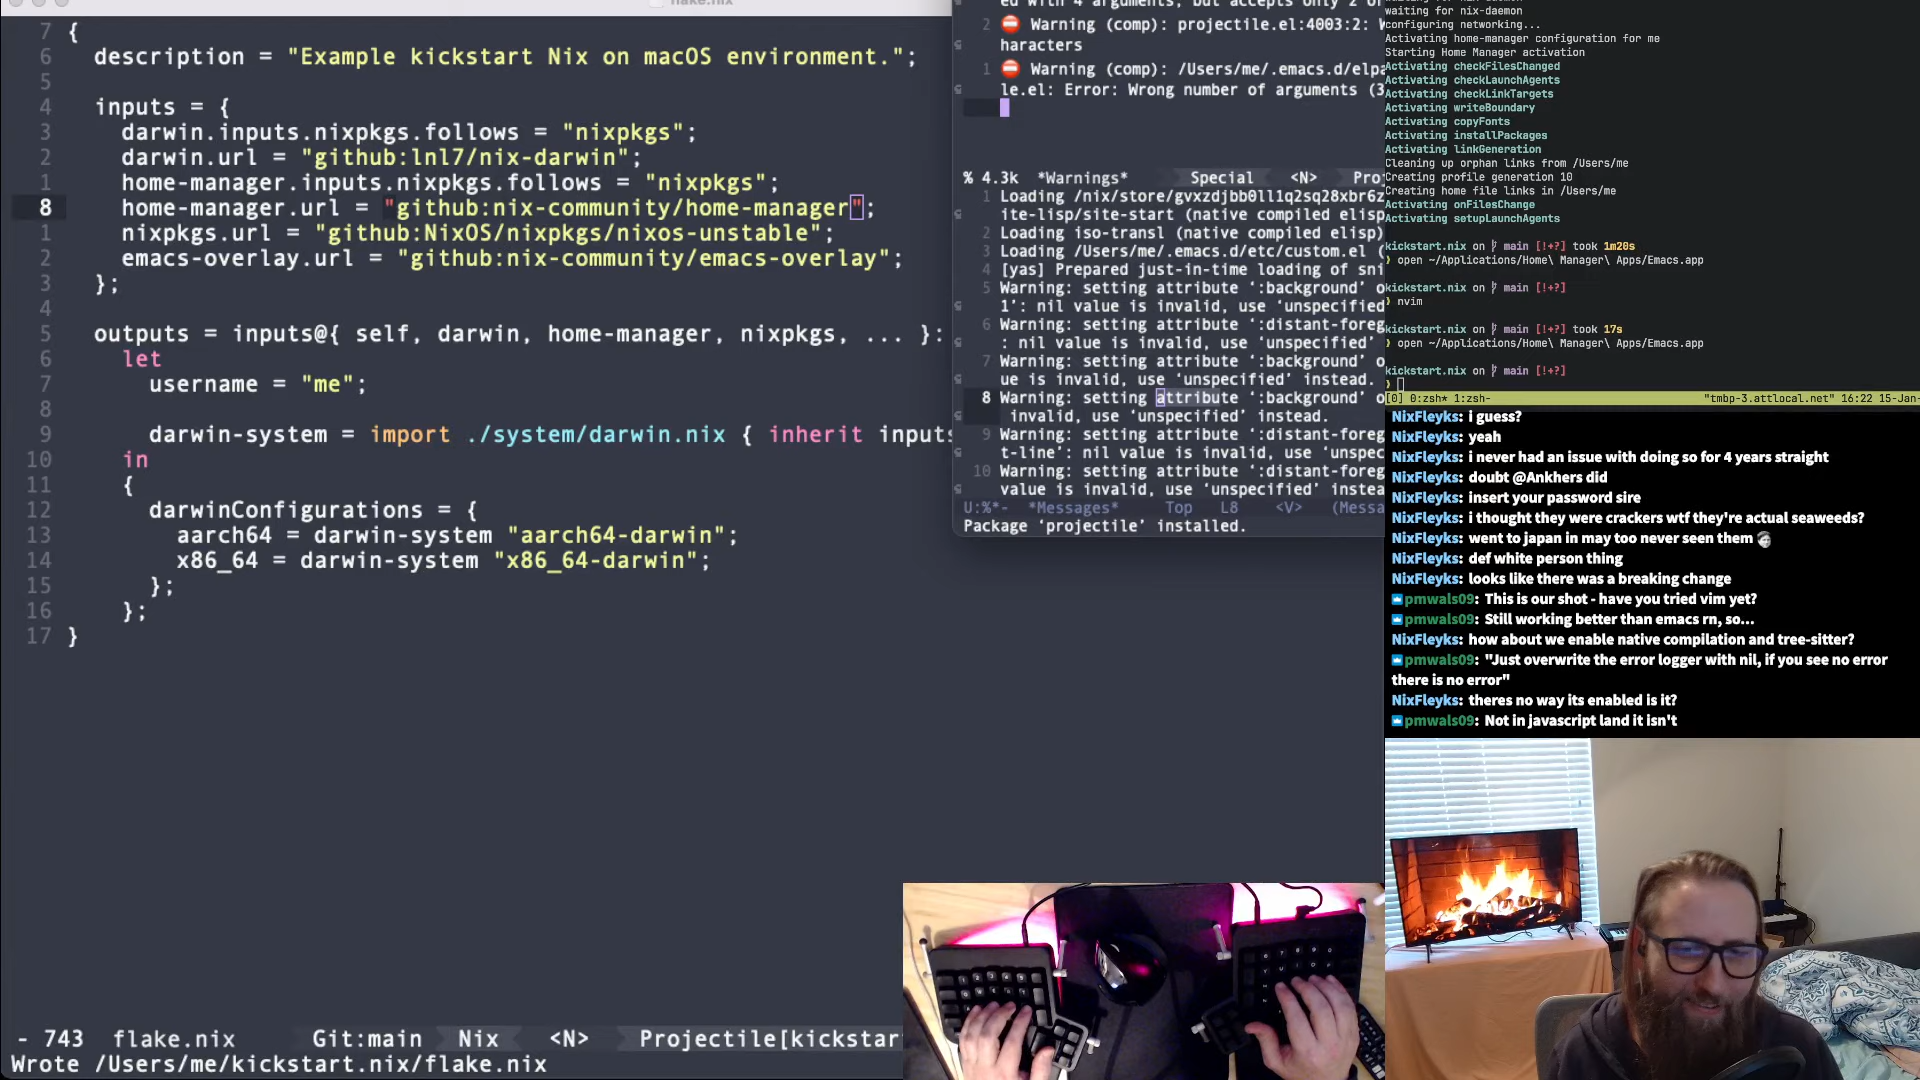 flake.nix
7 {
6 description = "Example kickstart Nix on macOS environment.";
5
4 inputs = {
3 darwin.inputs.nixpkgs.follows = "nixpkgs";
2 darwin.url = "github:lnl7/nix-darwin";
1 home-manager.inputs.nixpkgs.follows = "nixpkgs";
8 home-manager.url = "github:nix-community/home-manager";
1 nixpkgs.url = "github:NixOS/nixpkgs/nixos-unstable";
2 emacs-overlay.url = "github:nix-community/emacs-overlay";
3 };
4
5 outputs = inputs@{ self, darwin, home-manager, nixpkgs, ... }:
6 let
7 username = "me";
8
9 darwin-system = import ./system/darwin.nix { inherit inputs
10 in
11 {
12 darwinConfigurations = {
13 aarch64 = darwin-system "aarch64-darwin";
14 x86_64 = darwin-system "x86_64-darwin";
15 };
16 };
17 }
- 743 flake.nix Git:main Nix <N> Projectile[kickstar
Wrote /Users/me/kickstart.nix/flake.nix
ed with 4 arguments, but accepts only 2 or
2 Warning (comp): projectile.el:4003:2: W
haracters
1 Warning (comp): /Users/me/.emacs.d/elpa
le.el: Error: Wrong number of arguments (3
% 4.3k *Warnings* Special <N> Proj
1 Loading /nix/store/gvxzdjbb0ll1q2sq28xbr6z
ite-lisp/site-start (native compiled elisp)
2 Loading iso-transl (native compiled elisp)
3 Loading /Users/me/.emacs.d/etc/custom.el (
4 [yas] Prepared just-in-time loading of sni
5 Warning: setting attribute ‘:background’ o
1’: nil value is invalid, use ‘unspecified
6 Warning: setting attribute ‘:distant-foreg
: nil value is invalid, use ‘unspecified’
7 Warning: setting attribute ‘:background’ o
ue is invalid, use ‘unspecified’ instead.
8 Warning: setting attribute ‘:background’ o
invalid, use ‘unspecified’ instead.
9 Warning: setting attribute ‘:distant-foreg
t-line’: nil value is invalid, use ‘unspec
10 Warning: setting attribute ‘:distant-foreg
value is invalid, use ‘unspecified’ instea
U:%*- *Messages* Top L8 <V> (Messa
Package ‘projectile’ installed.
waiting for nix-daemon
configuring networking...
Activating home-manager configuration for me
Starting Home Manager activation
Activating checkFilesChanged
Activating checkLaunchAgents
Activating checkLinkTargets
Activating writeBoundary
Activating copyFonts
Activating installPackages
Activating linkGeneration
Cleaning up orphan links from /Users/me
Creating profile generation 10
Creating home file links in /Users/me
Activating onFilesChange
Activating setupLaunchAgents
kickstart.nix on main [!+?] took 1m20s
❯ open ~/Applications/Home\ Manager\ Apps/Emacs.app
kickstart.nix on main [!+?]
❯ nvim
kickstart.nix on main [!+?] took 17s
❯ open ~/Applications/Home\ Manager\ Apps/Emacs.app
kickstart.nix on main [!+?]
❯
[0] 0:zsh* 1:zsh- "tmbp-3.attlocal.net" 16:22 15-Jan-
NixFleyks: i guess?
NixFleyks: yeah
NixFleyks: i never had an issue with doing so for 4 years straight
NixFleyks: doubt @Ankhers did
NixFleyks: insert your password sire
NixFleyks: i thought they were crackers wtf they're actual seaweeds?
NixFleyks: went to japan in may too never seen them
NixFleyks: def white person thing
NixFleyks: looks like there was a breaking change
pmwals09: This is our shot - have you tried vim yet?
pmwals09: Still working better than emacs rn, so...
NixFleyks: how about we enable native compilation and tree-sitter?
pmwals09: "Just overwrite the error logger with nil, if you see no error
there is no error"
NixFleyks: theres no way its enabled is it?
pmwals09: Not in javascript land it isn't